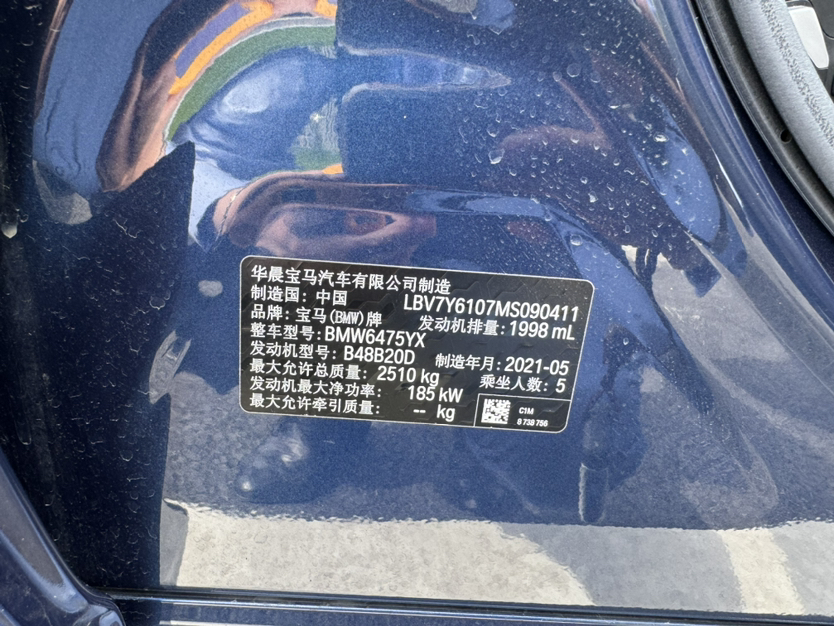 华晨宝马汽车有限公司制造
制造国：中国 LBV7Y6107MS090411
品牌：宝马(BMW)牌 发动机排量：1998 mL
整车型号：BMW6475YX
发动机型号：B48B20D 制造年月：2021-05
最大允许总质量：2510 kg 乘坐人数：5
发动机最大净功率：185 kW
最大允许牵引质量：-- kg
C1M
8 738 756